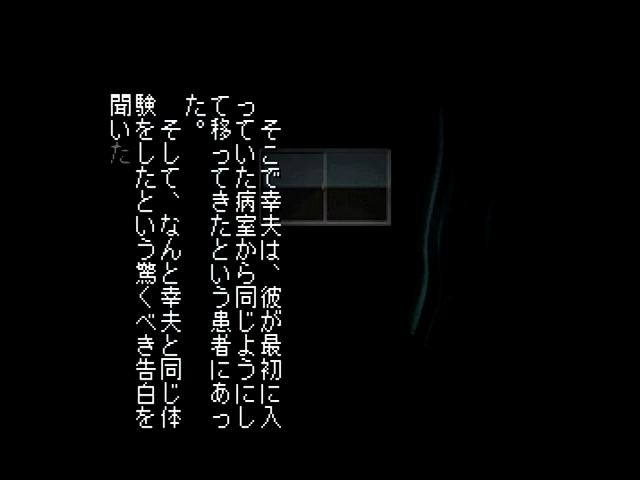 そこで幸夫は、彼が最初に入
っていた病室から同じようにし
て移ってきたという患者にあっ
た。
そして、なんと幸夫と同じ体
験をしたという驚くべき告白を
聞いた